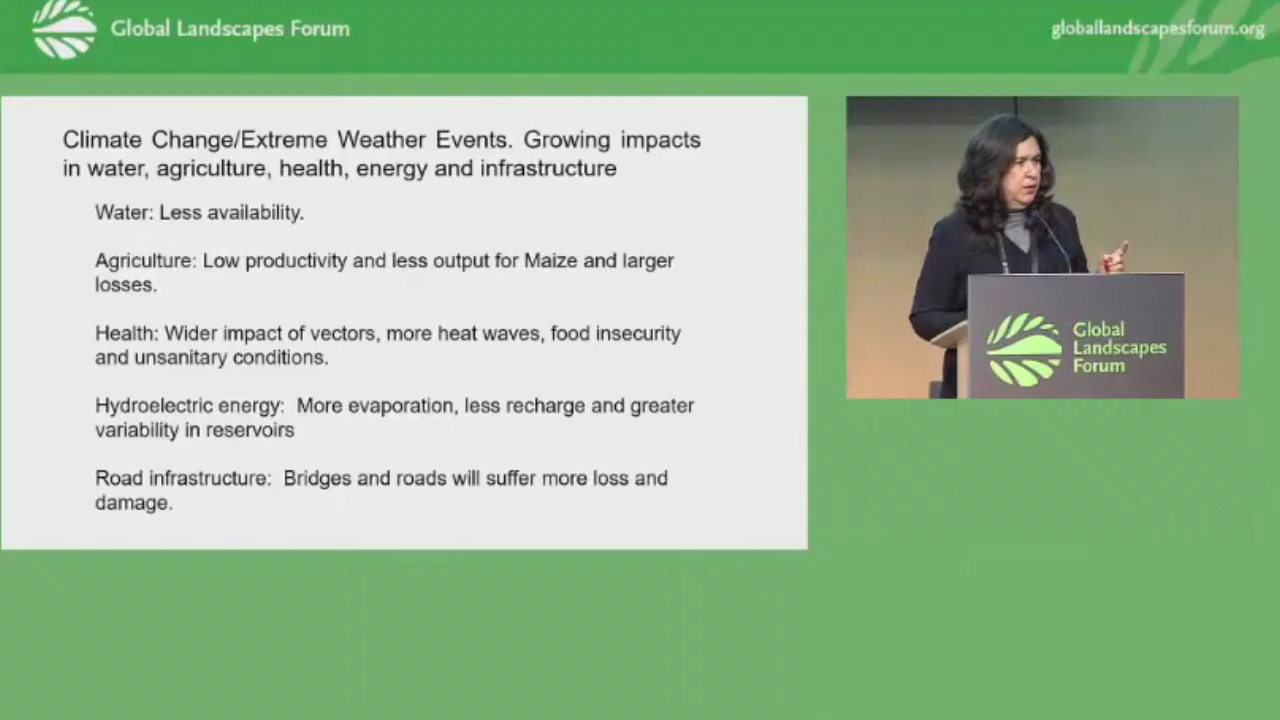 Global Landscapes Forum
globallandscapesforum.org
Climate Change/Extreme Weather Events. Growing impacts
in water, agriculture, health, energy and infrastructure
Water: Less availability.
Agriculture: Low productivity and less output for Maize and larger
losses.
Health: Wider impact of vectors, more heat waves, food insecurity
and unsanitary conditions.
Hydroelectric energy: More evaporation, less recharge and greater
variability in reservoirs
Road infrastructure: Bridges and roads will suffer more loss and
damage.
Global
Landscapes
Forum